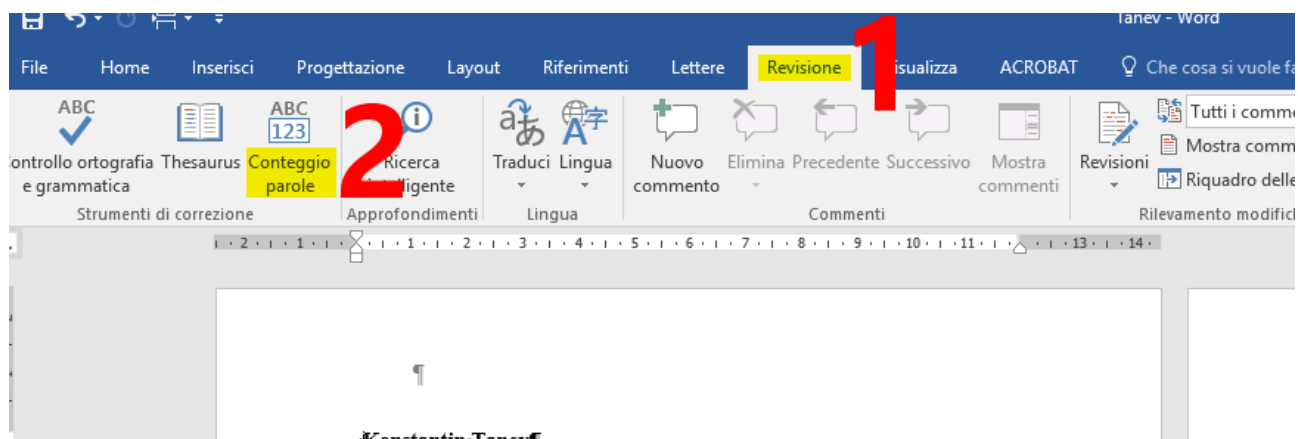 Tanev - Word
1
File Home Inserisci Progettazione Layout Riferimenti Lettere Revisione isualizza ACROBAT Che cosa si vuole fa
ABC
ABC
123
2
ontrollo ortografia
e grammatica
Thesaurus
Conteggio
parole
Ricerca
lligente
Traduci
Lingua
Nuovo
commento
Elimina
Precedente
Successivo
Mostra
commenti
Revisioni
Tutti i comme
Mostra comm
Riquadro delle
Strumenti di correzione
Approfondimenti
Lingua
Commenti
Rilevamento modific
2 1 1 2 3 4 5 6 7 8 9 10 11 13 14
¶
Konstantin·Tanev¶